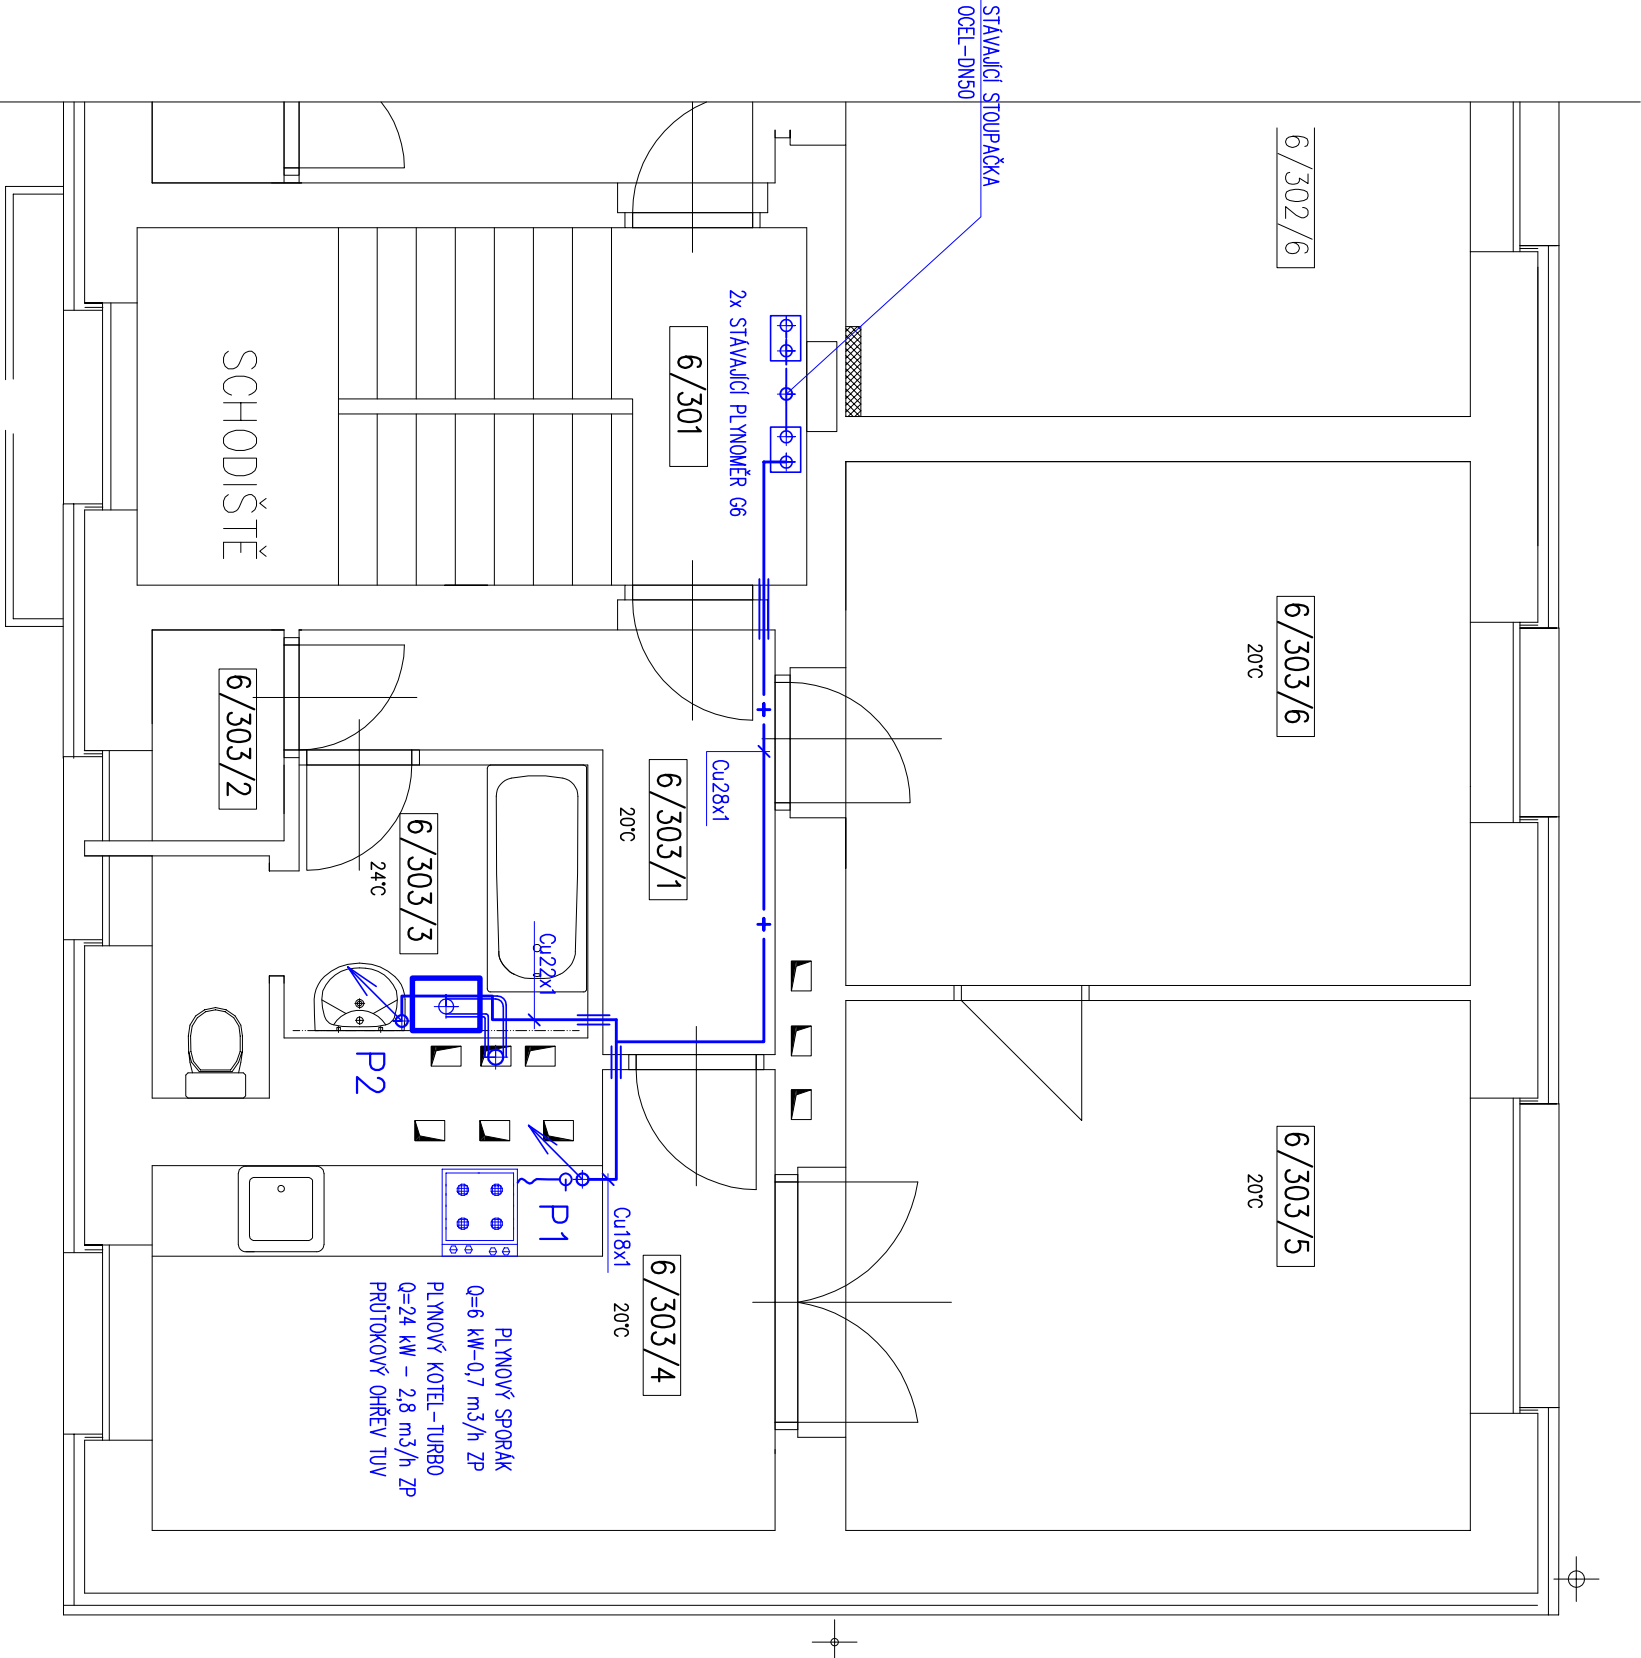 STÁVAJÍCÍ STOUPAČKA
OCEL-DN50
6/302/6
2x STÁVAJÍCÍ PLYNOMĚR G6
6/301
SCHODIŠTĚ
6/303/6
20°C
6/303/2
Cu28x1
6/303/1
20°C
6/303/3
24°C
Cu22x1
P2
6/303/5
20°C
P1
Cu18x1
6/303/4
20°C
PLYNOVÝ SPORÁK
Q=6 kW-0,7 m3/h ZP
PLYNOVÝ KOTEL-TURBO
Q=24 kW - 2,8 m3/h ZP
PRŮTOKOVÝ OHŘEV TUV